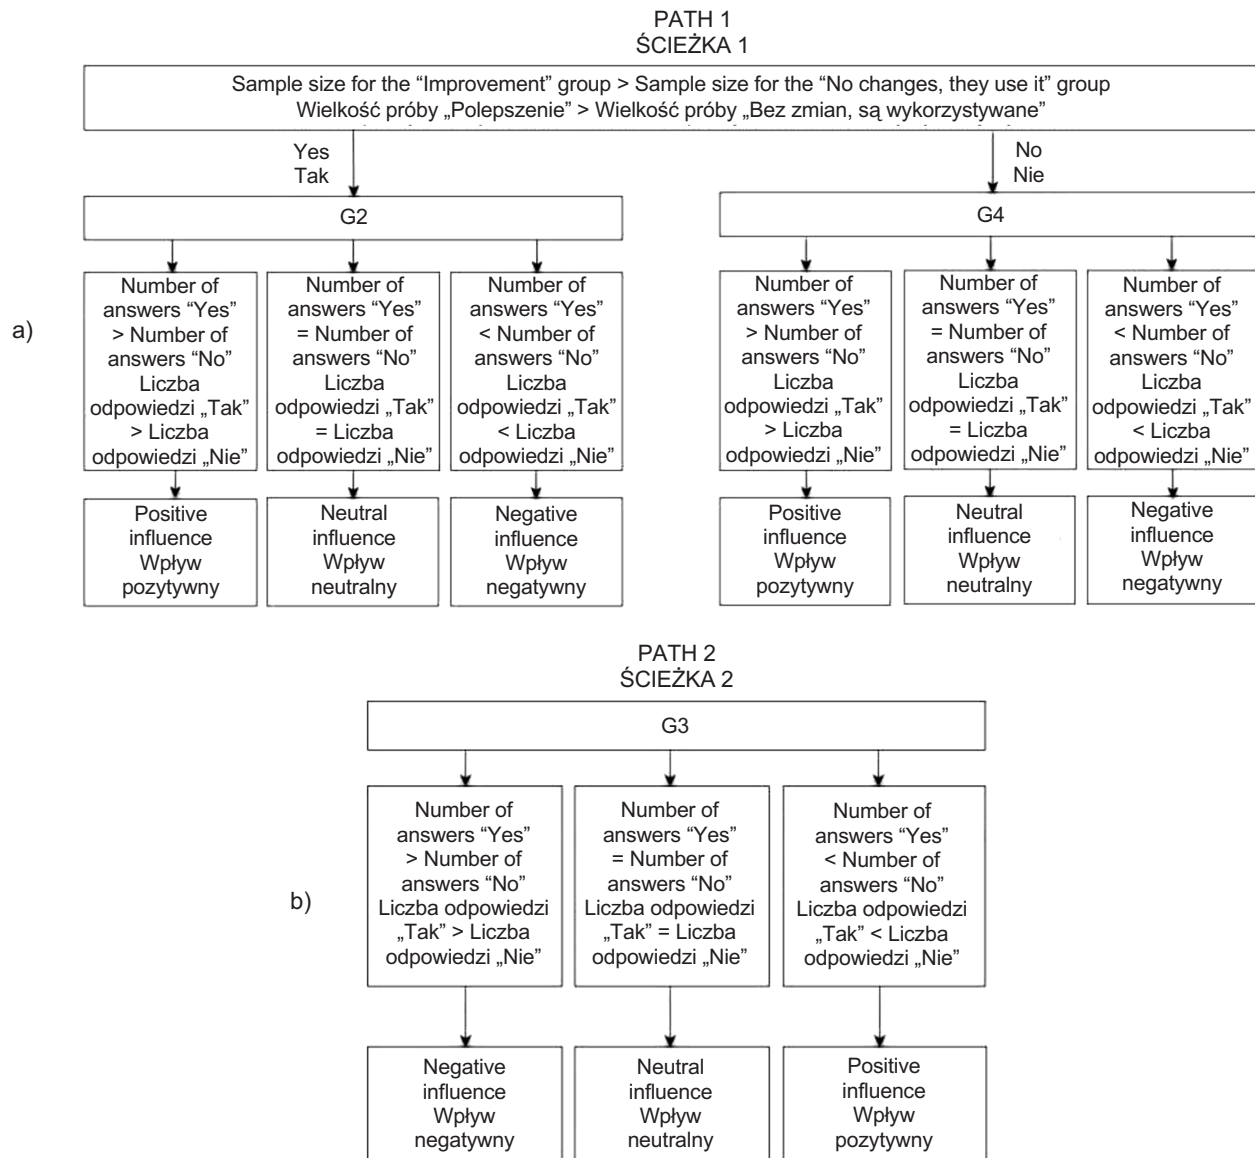 PATH 1
ŚCIEŻKA 1
Sample size for the “Improvement” group > Sample size for the “No changes, they use it” group
Wielkość próby „Polepszenie” > Wielkość próby „Bez zmian, są wykorzystywane”
Yes
Tak
No
Nie
G2
G4
a)
Number of
answers “Yes”
> Number of
answers “No”
Liczba
odpowiedzi „Tak”
> Liczba
odpowiedzi „Nie”
Number of
answers “Yes”
= Number of
answers “No”
Liczba
odpowiedzi „Tak”
= Liczba
odpowiedzi „Nie”
Number of
answers “Yes”
< Number of
answers “No”
Liczba
odpowiedzi „Tak”
< Liczba
odpowiedzi „Nie”
Number of
answers “Yes”
> Number of
answers “No”
Liczba
odpowiedzi „Tak”
> Liczba
odpowiedzi „Nie”
Number of
answers “Yes”
= Number of
answers “No”
Liczba
odpowiedzi „Tak”
= Liczba
odpowiedzi „Nie”
Number of
answers “Yes”
< Number of
answers “No”
Liczba
odpowiedzi „Tak”
< Liczba
odpowiedzi „Nie”
Positive
influence
Wpływ
pozytywny
Neutral
influence
Wpływ
neutralny
Negative
influence
Wpływ
negatywny
Positive
influence
Wpływ
pozytywny
Neutral
influence
Wpływ
neutralny
Negative
influence
Wpływ
negatywny
PATH 2
ŚCIEŻKA 2
G3
b)
Number of
answers “Yes”
> Number of
answers “No”
Liczba odpowiedzi
„Tak” > Liczba
odpowiedzi „Nie”
Number of
answers “Yes”
= Number of
answers “No”
Liczba odpowiedzi
„Tak” = Liczba
odpowiedzi „Nie”
Number of
answers “Yes”
< Number of
answers “No”
Liczba odpowiedzi
„Tak” < Liczba
odpowiedzi „Nie”
Negative
influence
Wpływ
negatywny
Neutral
influence
Wpływ
neutralny
Positive
influence
Wpływ
pozytywny